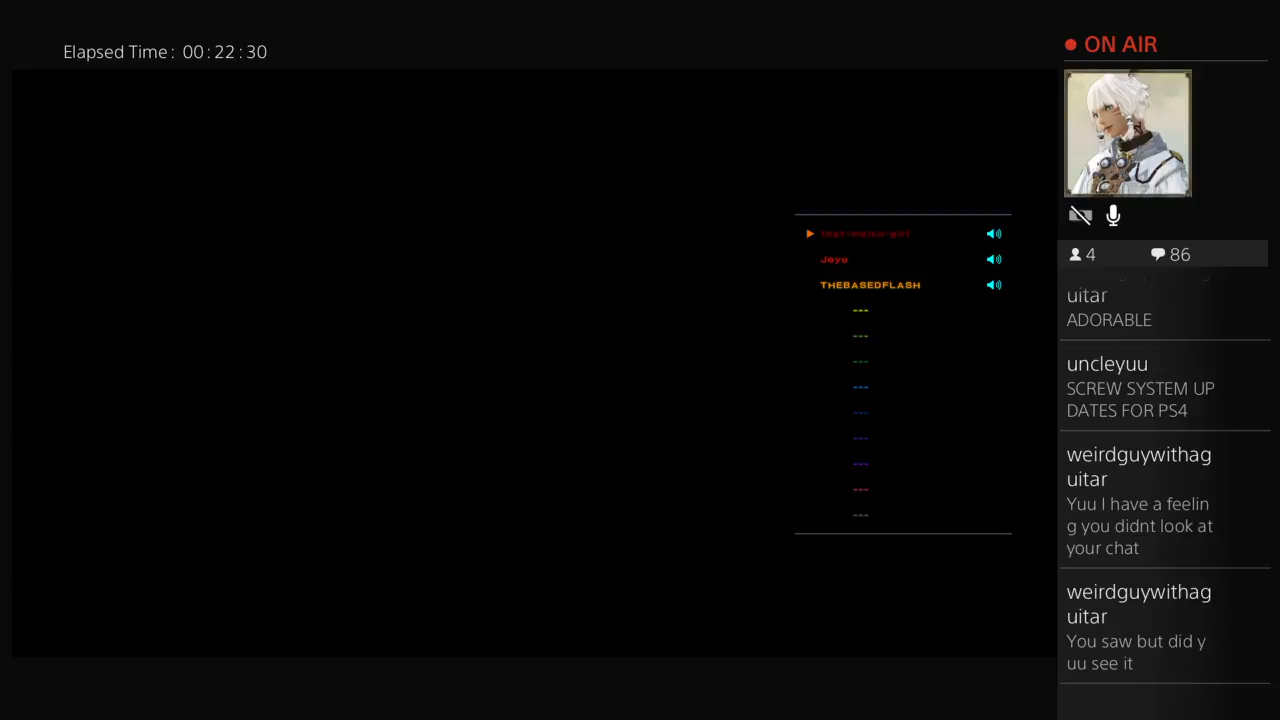 Elapsed Time: 00:22:30
ON AIR
4
86
Jeyu
THEBASEDFLASH
---
---
---
---
---
---
---
---
---
uitar
ADORABLE
uncleyuu
SCREW SYSTEM UP
DATES FOR PS4
weirdguywithag
uitar
Yuu I have a feelin
g you didnt look at
your chat
weirdguywithag
uitar
You saw but did y
uu see it